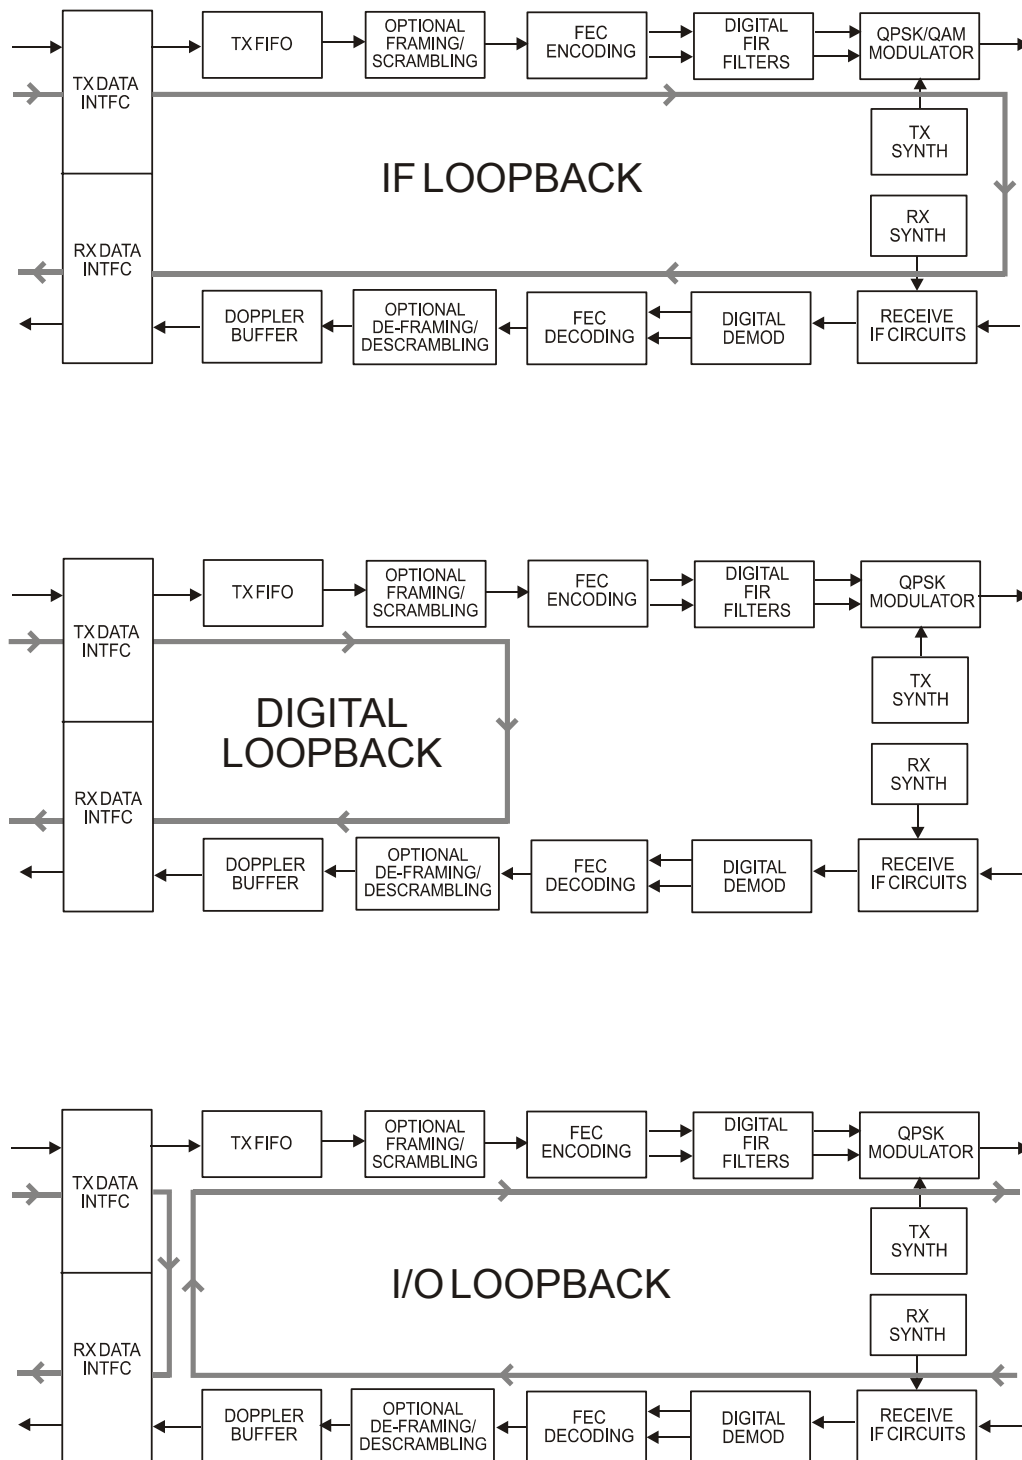 TX DATA
INTFC
TX FIFO
OPTIONAL
FRAMING/
SCRAMBLING
FEC
ENCODING
DIGITAL
FIR
FILTERS
QPSK/QAM
MODULATOR
TX
SYNTH
IF LOOPBACK
RX
SYNTH
RX DATA
INTFC
DOPPLER
BUFFER
OPTIONAL
DE-FRAMING/
DESCRAMBLING
FEC
DECODING
DIGITAL
DEMOD
RECEIVE
IF CIRCUITS
TX DATA
INTFC
TX FIFO
OPTIONAL
FRAMING/
SCRAMBLING
FEC
ENCODING
DIGITAL
FIR
FILTERS
QPSK
MODULATOR
TX
SYNTH
DIGITAL
LOOPBACK
RX
SYNTH
RX DATA
INTFC
DOPPLER
BUFFER
OPTIONAL
DE-FRAMING/
DESCRAMBLING
FEC
DECODING
DIGITAL
DEMOD
RECEIVE
IF CIRCUITS
TX DATA
INTFC
TX FIFO
OPTIONAL
FRAMING/
SCRAMBLING
FEC
ENCODING
DIGITAL
FIR
FILTERS
QPSK
MODULATOR
TX
SYNTH
I/O LOOPBACK
RX
SYNTH
RX DATA
INTFC
DOPPLER
BUFFER
OPTIONAL
DE-FRAMING/
DESCRAMBLING
FEC
DECODING
DIGITAL
DEMOD
RECEIVE
IF CIRCUITS